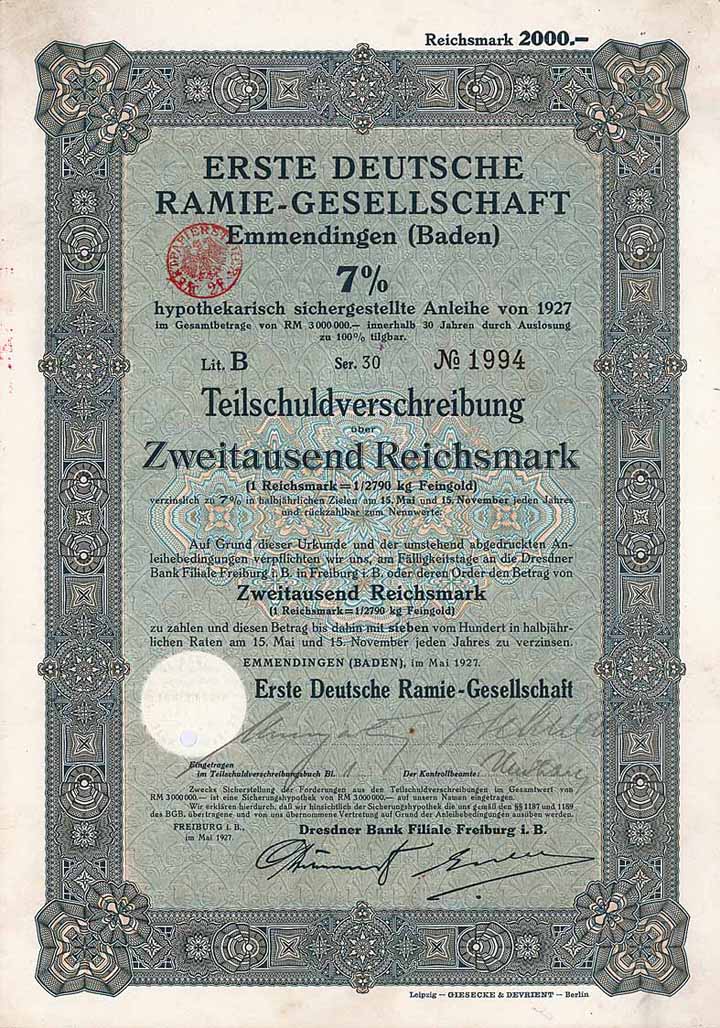 Reichsmark 2000.—
ERSTE DEUTSCHE
RAMIE-GESELLSCHAFT
Emmendingen (Baden)
7%
hypothekarisch sichergestellte Anleihe von 1927
im Gesamtbetrage von RM 3 000 000.— innerhalb 30 Jahren durch Auslosung
zu 100% tilgbar.
Lit. B Ser. 30 No 1994
Teilschuldverschreibung
über
Zweitausend Reichsmark
(1 Reichsmark = 1/2790 kg Feingold)
verzinslich zu 7% in halbjährlichen Zielen am 15. Mai und 15. November jeden Jahres
und rückzahlbar zum Nennwerte.
Auf Grund dieser Urkunde und der umstehend abgedruckten An-
leihebedingungen verpflichten wir uns, am Fälligkeitstage an die Dresdner
Bank Filiale Freiburg i. B. in Freiburg i. B. oder deren Order den Betrag von
Zweitausend Reichsmark
(1 Reichsmark = 1/2790 kg Feingold)
zu zahlen und diesen Betrag bis dahin mit sieben vom Hundert in halbjähr-
lichen Raten am 15. Mai und 15. November jeden Jahres zu verzinsen.
EMMENDINGEN (BADEN), im Mai 1927.
Erste Deutsche Ramie-Gesellschaft
Eingetragen
im Teilschuldverschreibungsbuch Bl. Der Kontrollbeamte:
Zwecks Sicherstellung der Forderungen aus den Teilschuldverschreibungen im Gesamtwert von
RM 3 000 000.— ist eine Sicherungshypothek von RM 3 000 000.— auf unsern Namen eingetragen.
Wir erklären hierdurch, daß wir hinsichtlich der Sicherungshypothek die uns gemäß den §§ 1187 und 1189
des BGB. übertragene und von uns übernommene Vertretung auf Grund der Anleihebedingungen ausüben werden.
FREIBURG i. B.,
im Mai 1927.
Dresdner Bank Filiale Freiburg i. B.
Leipzig — GIESECKE & DEVRIENT — Berlin